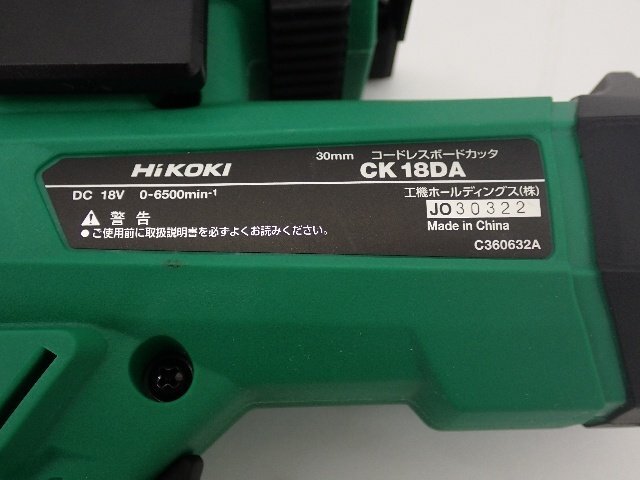 HiKOKI
30mm コードレスボードカッタ
CK 18DA
DC 18V 0-6500min-1
工機ホールディングス(株)
JO30322
Made in China
警告
●ご使用前に取扱説明書を必ずよくお読みください。
C360632A